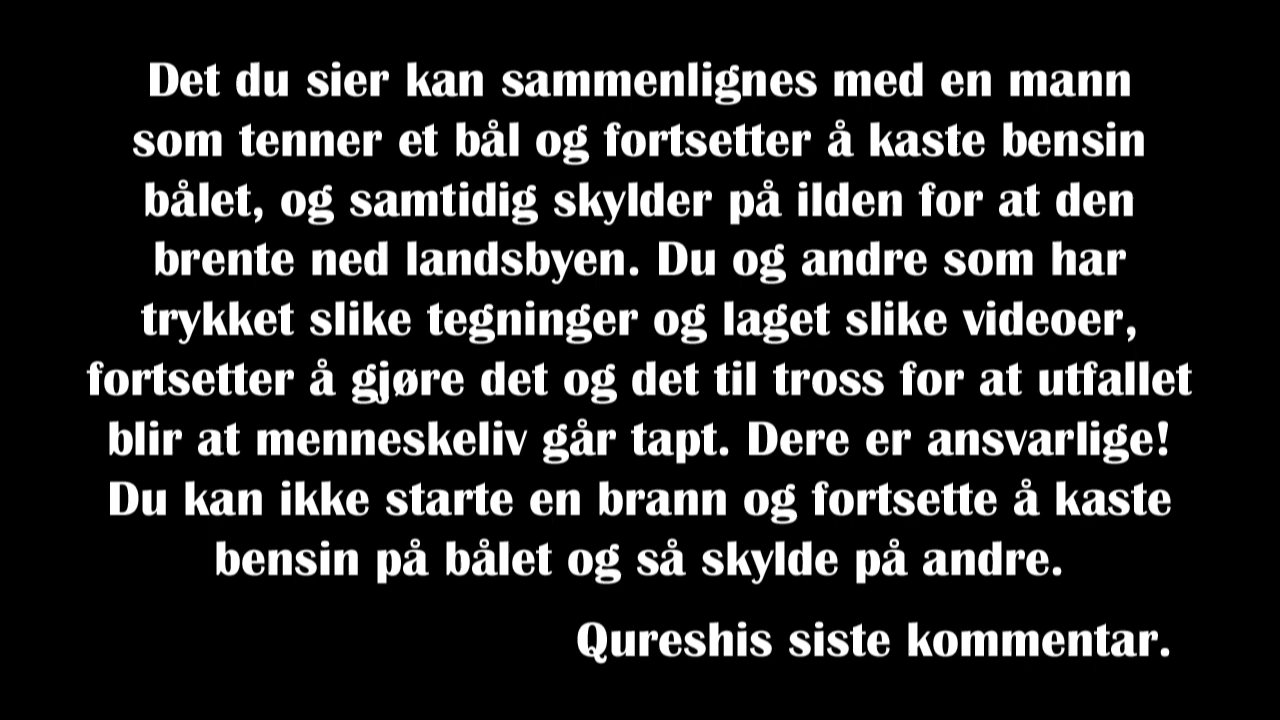 Det du sier kan sammenlignes med en mann
som tenner et bål og fortsetter å kaste bensin
bålet, og samtidig skylder på ilden for at den
brente ned landsbyen. Du og andre som har
trykket slike tegninger og laget slike videoer,
fortsetter å gjøre det og det til tross for at utfallet
blir at menneskeliv går tapt. Dere er ansvarlige!
Du kan ikke starte en brann og fortsette å kaste
bensin på bålet og så skylde på andre.
Qureshis siste kommentar.